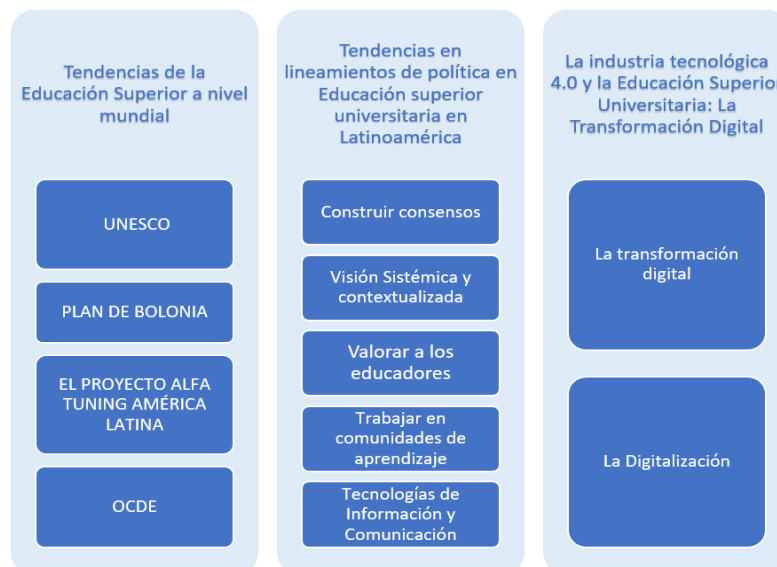 Tendencias de la
Educación Superior a nivel
mundial
UNESCO
PLAN DE BOLONIA
EL PROYECTO ALFA
TUNING AMÉRICA
LATINA
OCDE
Tendencias en
lineamientos de política en
Educación superior
universitaria en
Latinoamérica
Construir consensos
Visión Sistémica y
contextualizada
Valorar a los
educadores
Trabajar en
comunidades de
aprendizaje
Tecnologías de
Información y
Comunicación
La industria tecnológica
4.0 y la Educación Superior
Universitaria: La
Transformación Digital
La transformación
digital
La Digitalización